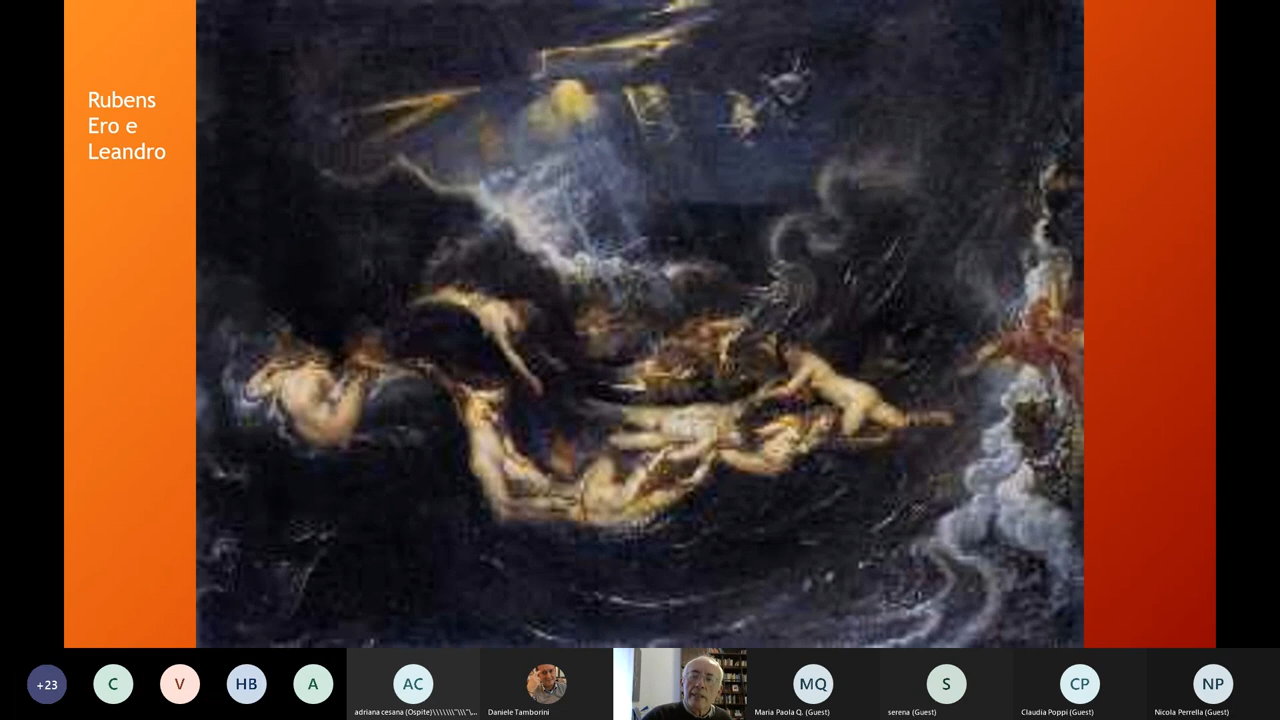 Rubens
Ero e
Leandro
+23
C
V
HB
A
AC
MQ
S
CP
NP
adriana cesana (Ospite)\\\\\\\"\\\"\...
Daniele Tamborini
Maria Paola Q. (Guest)
serena (Guest)
Claudia Poppi (Guest)
Nicola Perrella (Guest)